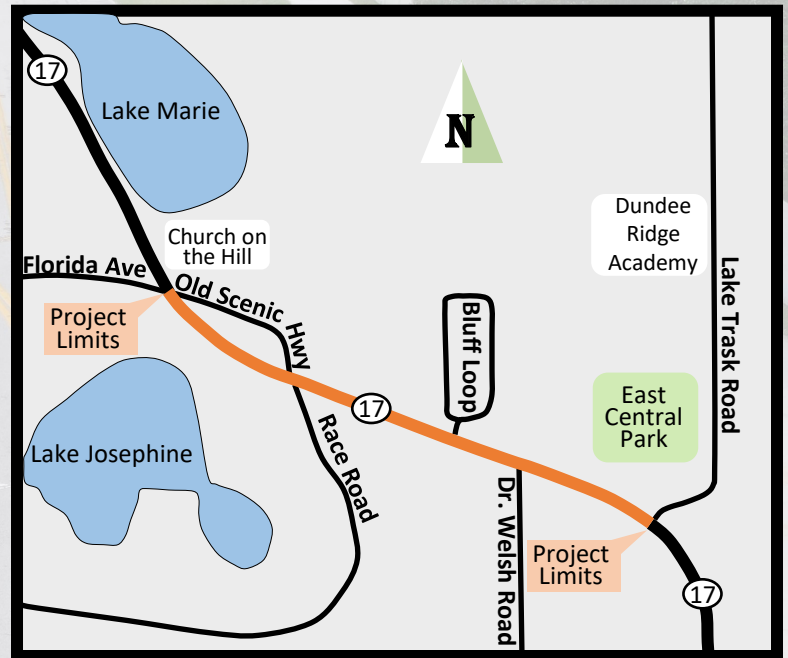 17
Lake Marie
N
Dundee
Ridge
Academy
Church on
the Hill
Florida Ave
Old Scenic Hwy
Project
Limits
Bluff Loop
Lake Trask Road
17
East
Central
Park
Race Road
Lake Josephine
Dr. Welsh Road
Project
Limits
17